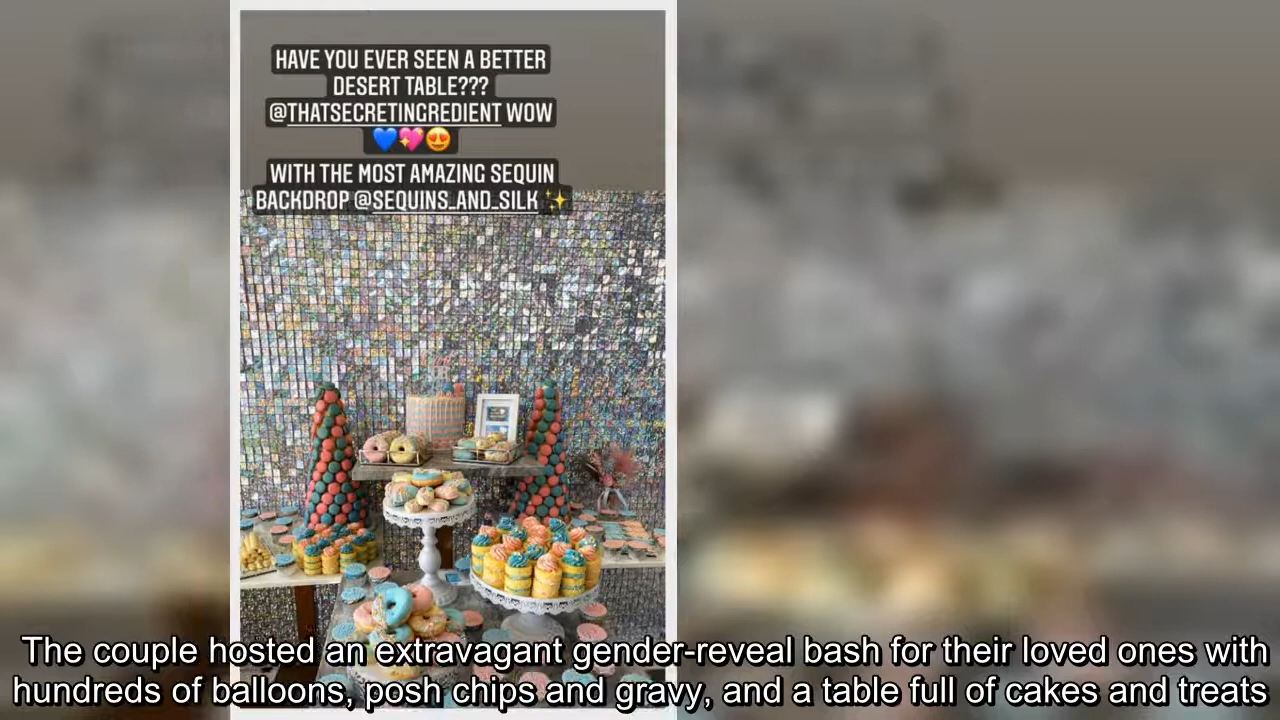 HAVE YOU EVER SEEN A BETTER
DESERT TABLE???
@THATSECRETINGREDIENT WOW
💙💖😍
WITH THE MOST AMAZING SEQUIN
BACKDROP @SEQUINS_AND_SILK ✨
The couple hosted an extravagant gender-reveal bash for their loved ones with
hundreds of balloons, posh chips and gravy, and a table full of cakes and treats